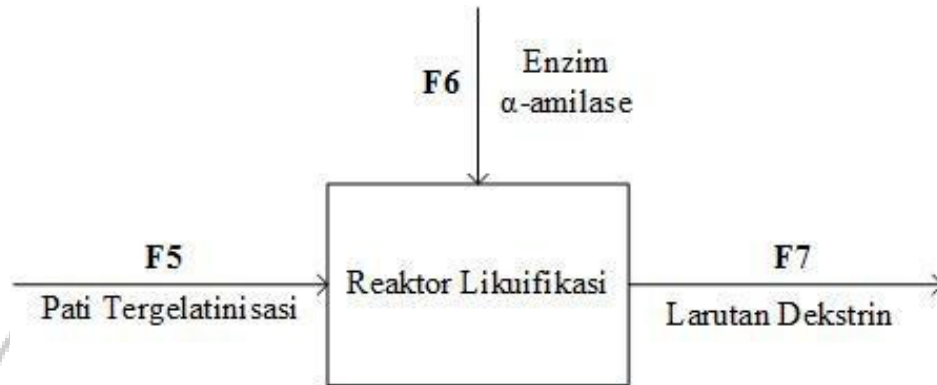 F6
Enzim
α-amilase
F5
Pati Tergelatinisasi
Reaktor Likuifikasi
F7
Larutan Dekstrin